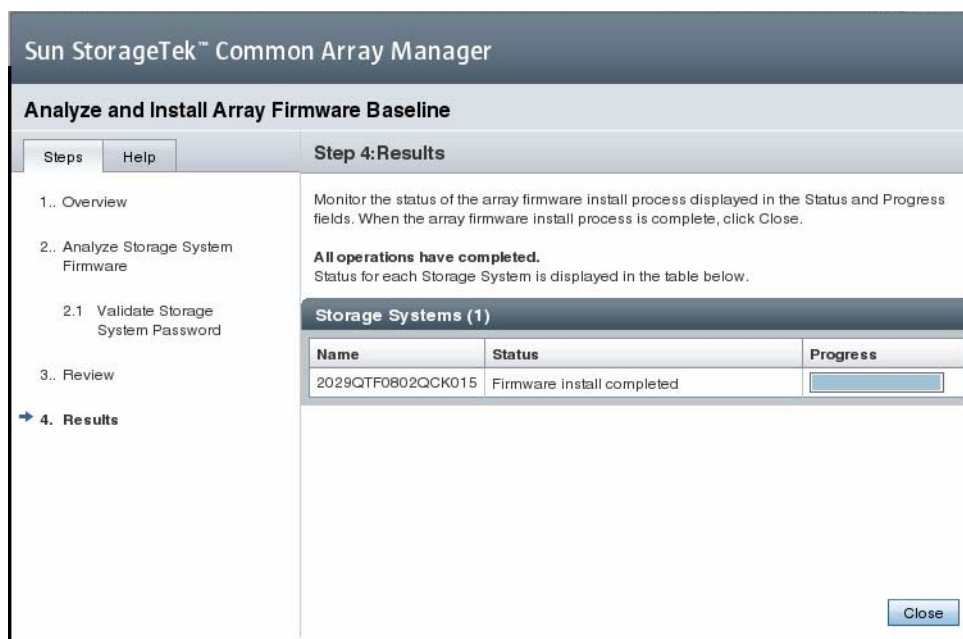 Sun StorageTek™ Common Array Manager
Analyze and Install Array Firmware Baseline
Steps
Help
1.. Overview
2.. Analyze Storage System
Firmware
2.1 Validate Storage
System Password
3.. Review
4. Results
Step 4:Results
Monitor the status of the array firmware install process displayed in the Status and Progress
fields. When the array firmware install process is complete, click Close.
All operations have completed.
Status for each Storage System is displayed in the table below.
Storage Systems (1)
Name Status Progress
2029QTF0802QCK015 Firmware install completed
Close